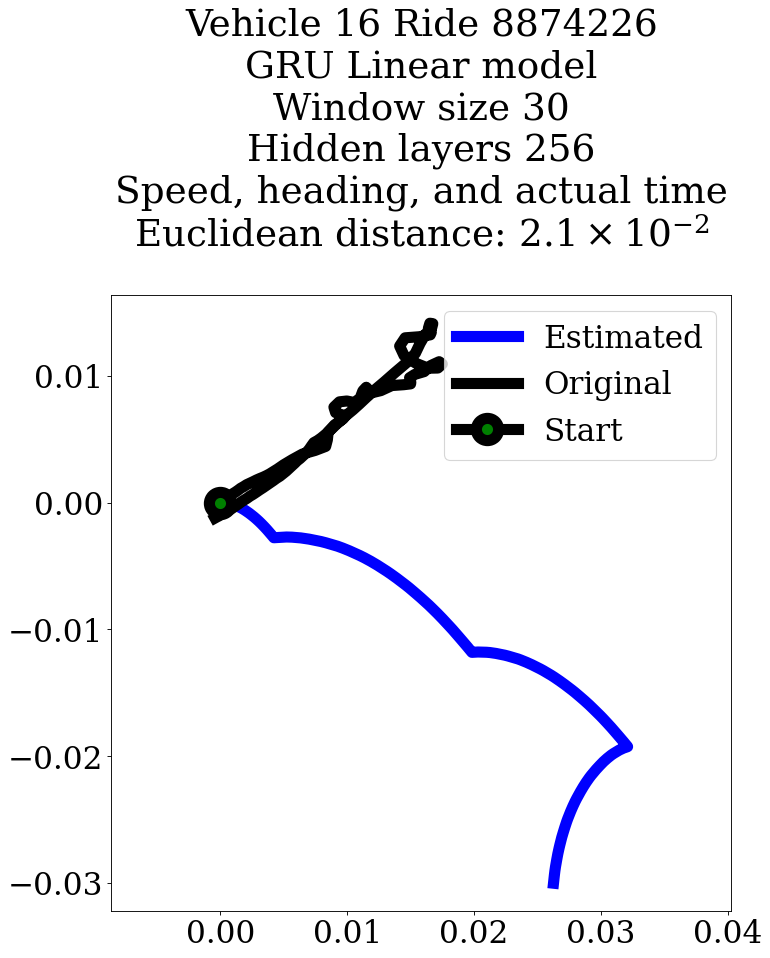 Vehicle 16 Ride 8874226
GRU Linear model
Window size 30
Hidden layers 256
Speed, heading, and actual time
Euclidean distance: 2.1 × 10⁻²
Estimated
Original
Start
0.01
0.00
−0.01
−0.02
−0.03
0.00 0.01 0.02 0.03 0.04